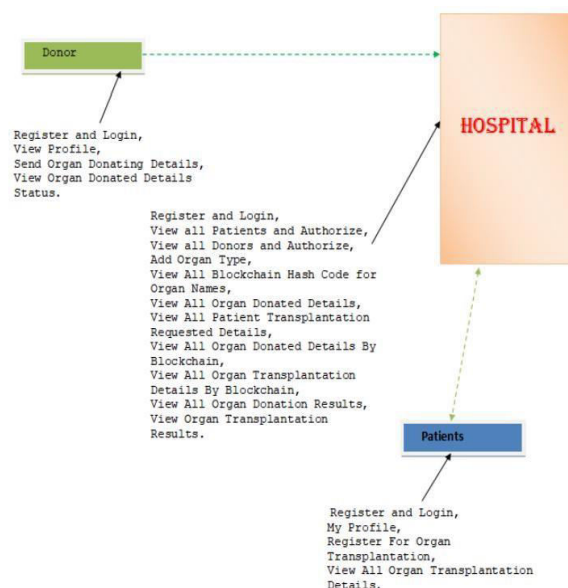 Donor
HOSPITAL
Register and Login,
View Profile,
Send Organ Donating Details,
View Organ Donated Details
Status.
Register and Login,
View all Patients and Authorize,
View all Donors and Authorize,
Add Organ Type,
View All Blockchain Hash Code for
Organ Names,
View All Organ Donated Details,
View All Patient Transplantation
Requested Details,
View All Organ Donated Details By
Blockchain,
View All Organ Transplantation
Details By Blockchain,
View All Organ Donation Results,
View Organ Transplantation
Results.
Patients
Register and Login,
My Profile,
Register For Organ
Transplantation,
View All Organ Transplantation
Details.